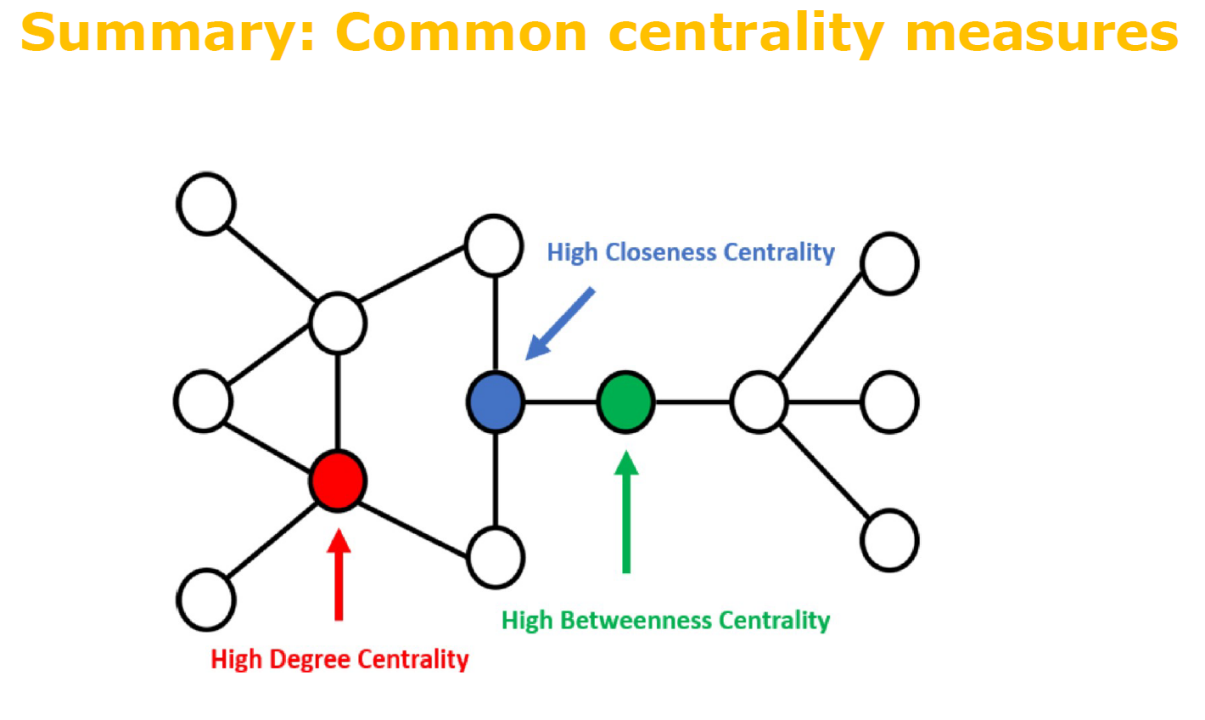 Summary: Common centrality measures
High Closeness Centrality
High Betweenness Centrality
High Degree Centrality